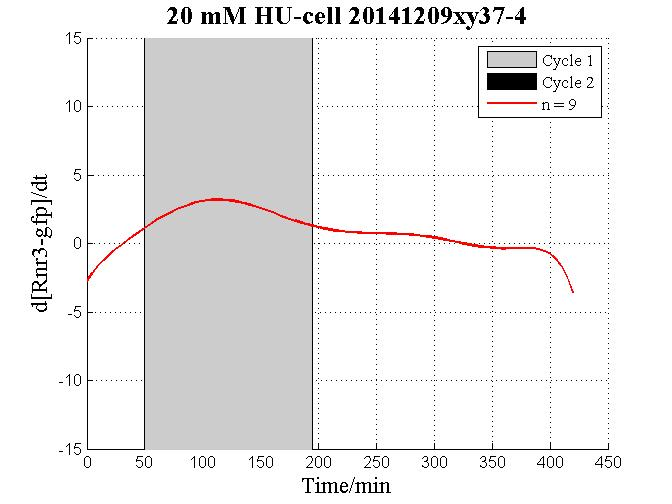 20 mM HU-cell 20141209xy37-4
Cycle 1
Cycle 2
n = 9
d[Rnr3-gfp]/dt
15
10
5
0
-5
-10
-15
0 50 100 150 200 250 300 350 400 450
Time/min